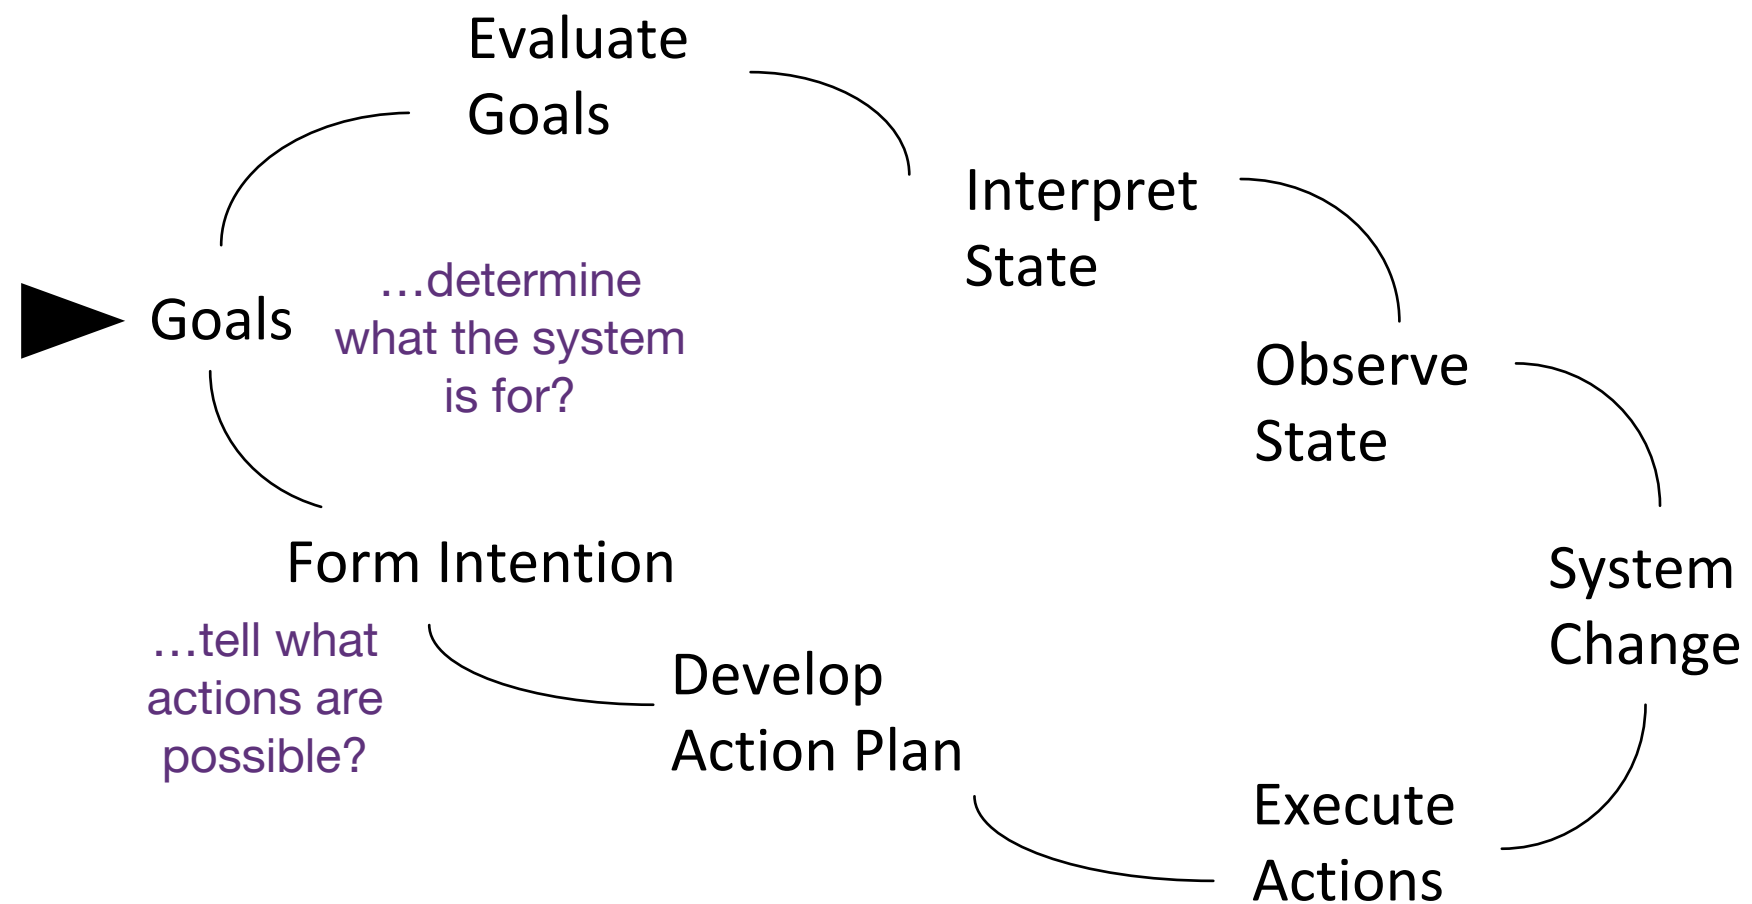 Evaluate
Goals
Interpret
State
Goals
…determine
what the system
is for?
Observe
State
Form Intention
System
Change
…tell what
actions are
possible?
Develop
Action Plan
Execute
Actions